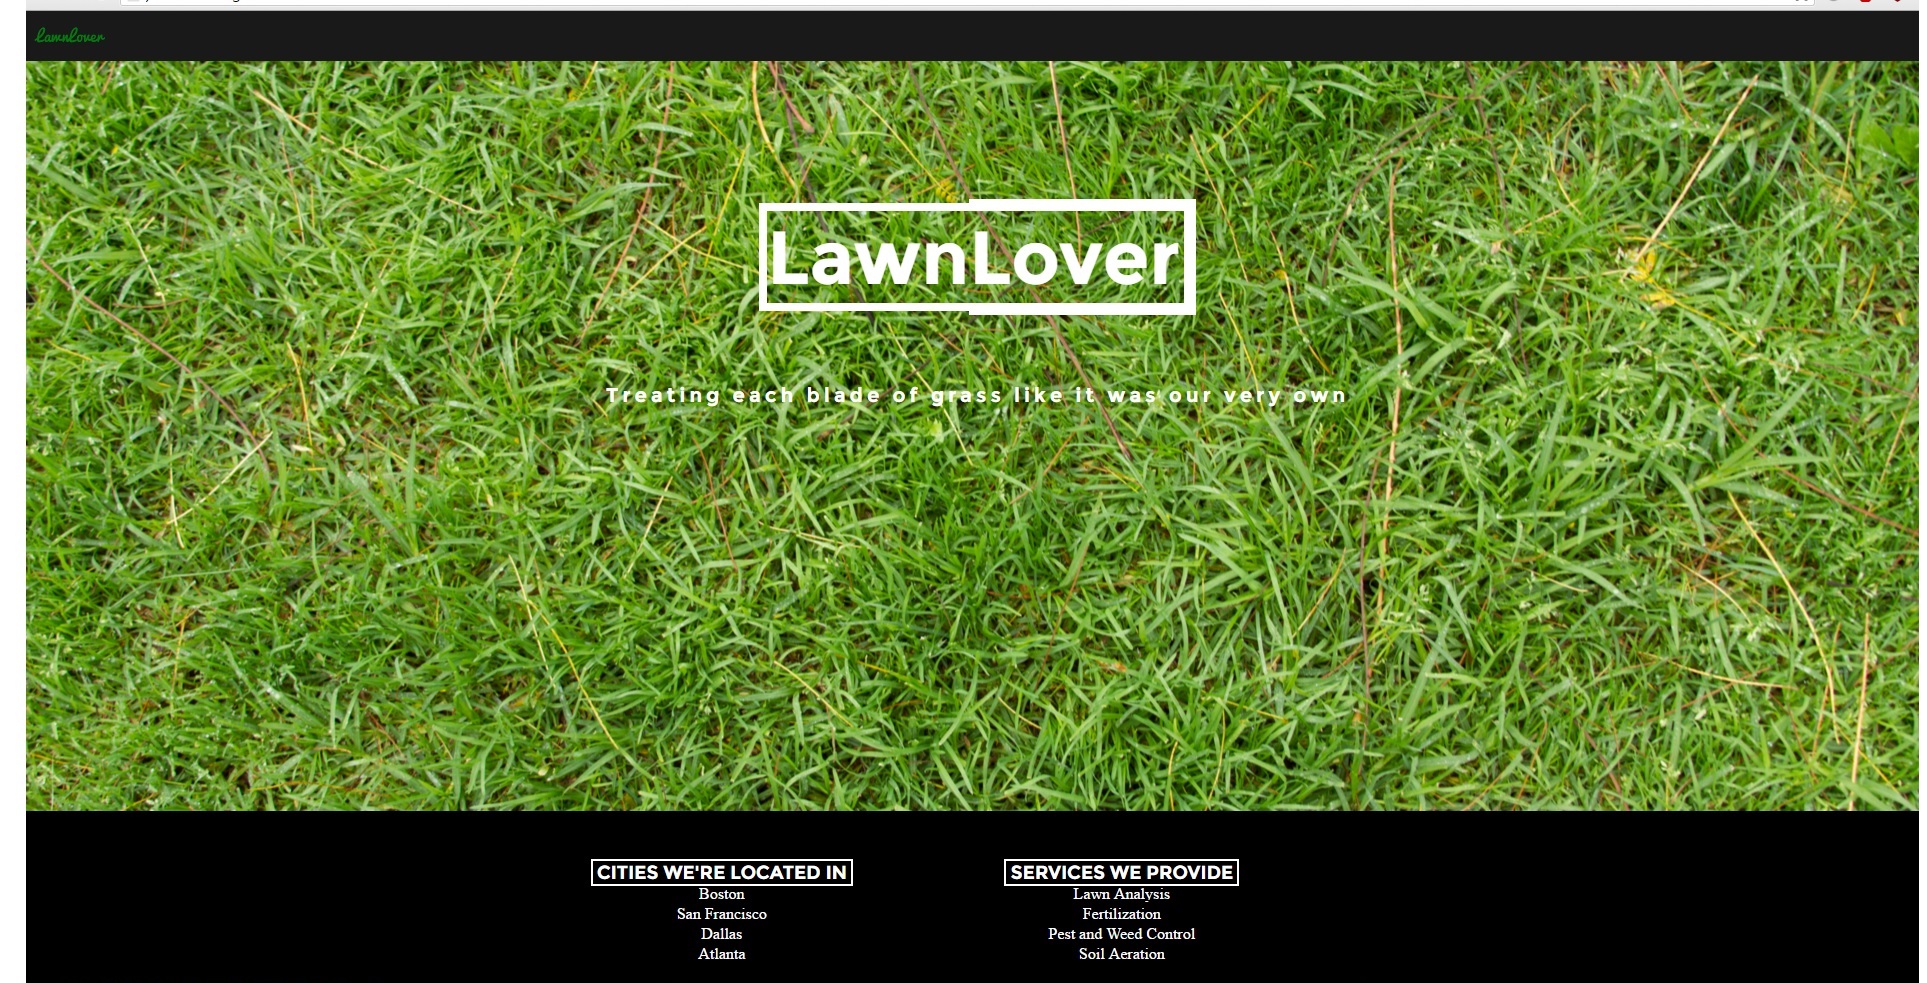 LawnLover
LawnLover
Treating each blade of grass like it was our very own
CITIES WE'RE LOCATED IN
Boston
San Francisco
Dallas
Atlanta
SERVICES WE PROVIDE
Lawn Analysis
Fertilization
Pest and Weed Control
Soil Aeration